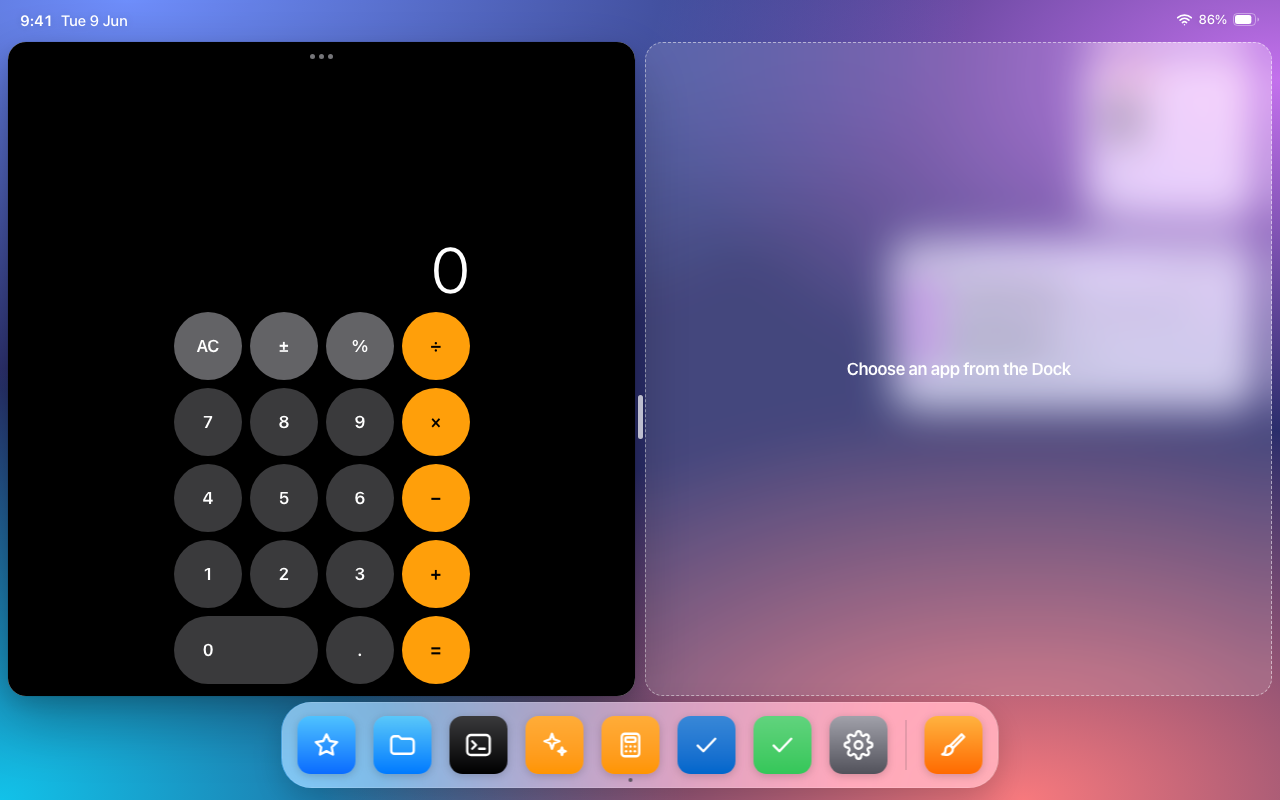 9:41 Tue 9 Jun
86%
0
AC ± % ÷
7 8 9 ×
4 5 6 −
1 2 3 +
0 . =
Choose an app from the Dock